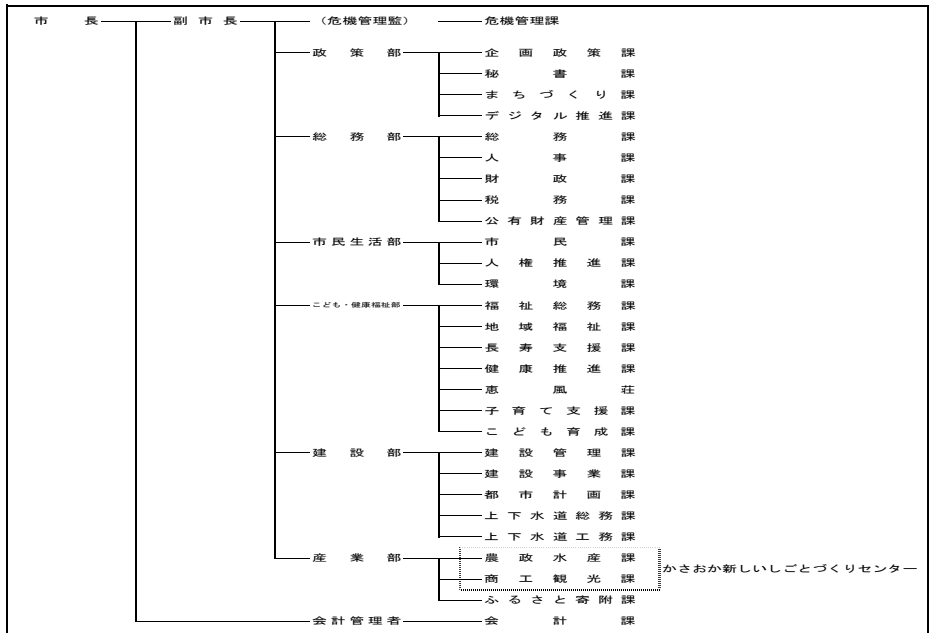 市長 副市長 （危機管理監） 危機管理課
政策部 企画政策課
秘書課
まちづくり課
デジタル推進課
総務部 総務課
人事課
財政課
税務課
公有財産管理課
市民生活部 市民課
人権推進課
環境課
こども・健康福祉部 福祉総務課
地域福祉課
長寿支援課
健康推進課
恵風荘
子育て支援課
こども育成課
建設部 建設管理課
建設事業課
都市計画課
上下水道総務課
上下水道工務課
産業部 農政水産課
かさおか新しいしごとづくりセンター
商工観光課
ふるさと寄附課
会計管理者 会計課